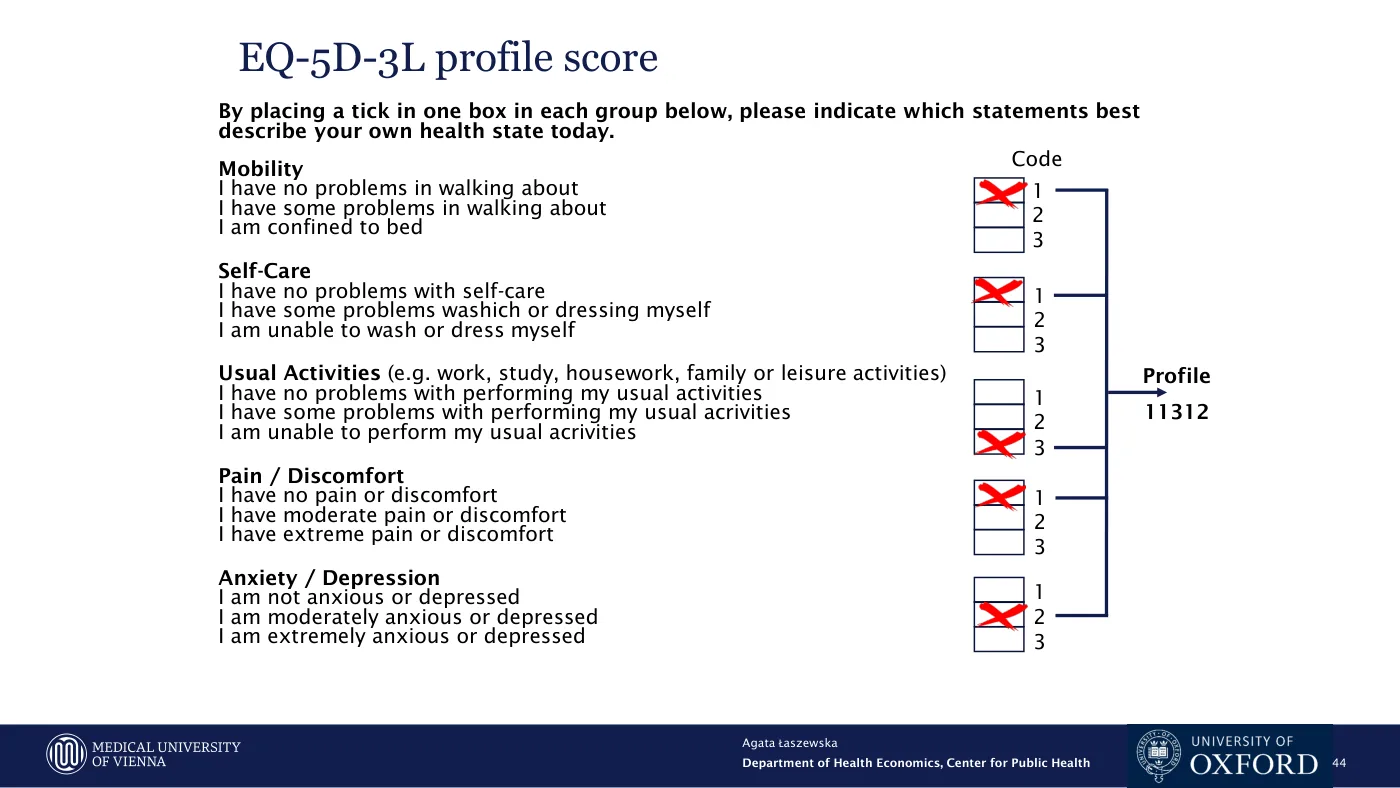 EQ-5D-3L profile score
By placing a tick in one box in each group below, please indicate which statements best
describe your own health state today.
Code
Mobility
I have no problems in walking about
I have some problems in walking about
I am confined to bed
1
2
3
Self-Care
I have no problems with self-care
I have some problems washich or dressing myself
I am unable to wash or dress myself
1
2
3
Usual Activities (e.g. work, study, housework, family or leisure activities)
I have no problems with performing my usual activities
I have some problems with performing my usual acrivities
I am unable to perform my usual acrivities
1
2
3
Profile
11312
Pain / Discomfort
I have no pain or discomfort
I have moderate pain or discomfort
I have extreme pain or discomfort
1
2
3
Anxiety / Depression
I am not anxious or depressed
I am moderately anxious or depressed
I am extremely anxious or depressed
1
2
3
MEDICAL UNIVERSITY
OF VIENNA
Agata Łaszewska
Department of Health Economics, Center for Public Health
UNIVERSITY OF
OXFORD
44